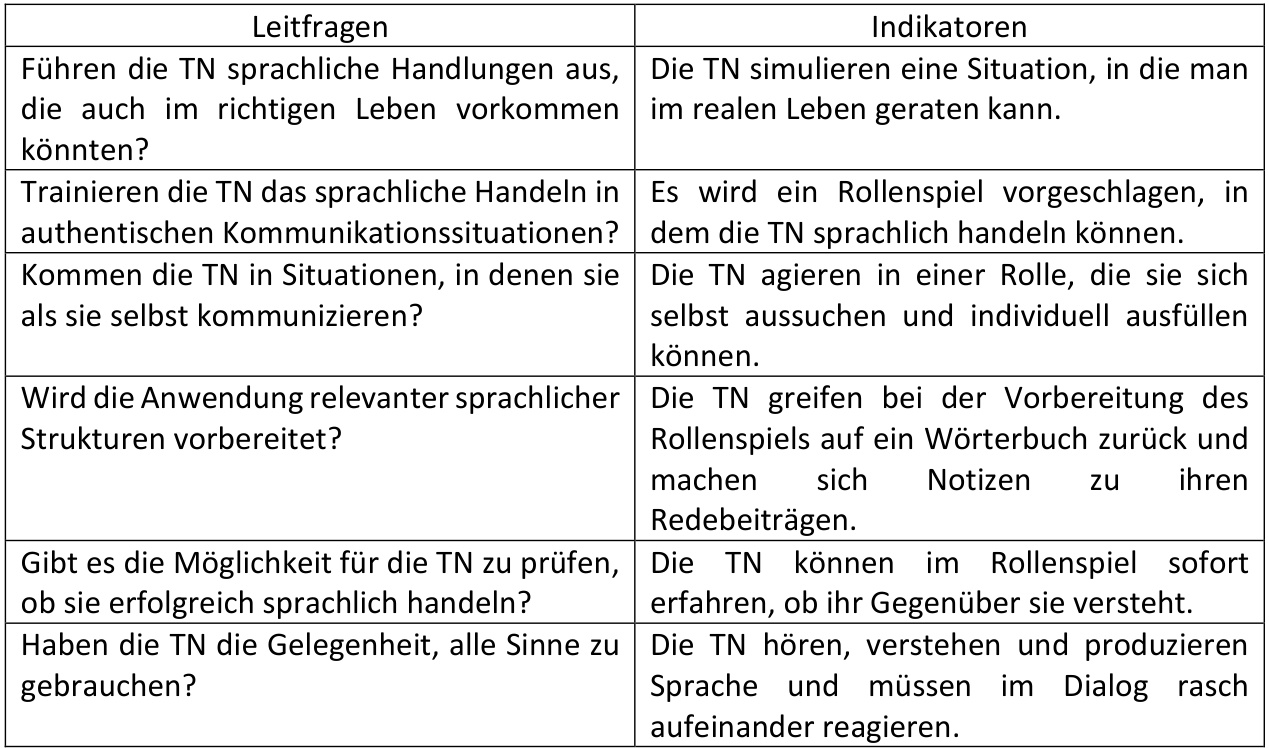 Leitfragen
Indikatoren
Führen die TN sprachliche Handlungen aus,
die auch im richtigen Leben vorkommen
könnten?
Die TN simulieren eine Situation, in die man
im realen Leben geraten kann.
Trainieren die TN das sprachliche Handeln in
authentischen Kommunikationssituationen?
Es wird ein Rollenspiel vorgeschlagen, in
dem die TN sprachlich handeln können.
Kommen die TN in Situationen, in denen sie
als sie selbst kommunizieren?
Die TN agieren in einer Rolle, die sie sich
selbst aussuchen und individuell ausfüllen
können.
Wird die Anwendung relevanter sprachlicher
Strukturen vorbereitet?
Die TN greifen bei der Vorbereitung des
Rollenspiels auf ein Wörterbuch zurück und
machen sich Notizen zu ihren
Redebeiträgen.
Gibt es die Möglichkeit für die TN zu prüfen,
ob sie erfolgreich sprachlich handeln?
Die TN können im Rollenspiel sofort
erfahren, ob ihr Gegenüber sie versteht.
Haben die TN die Gelegenheit, alle Sinne zu
gebrauchen?
Die TN hören, verstehen und produzieren
Sprache und müssen im Dialog rasch
aufeinander reagieren.